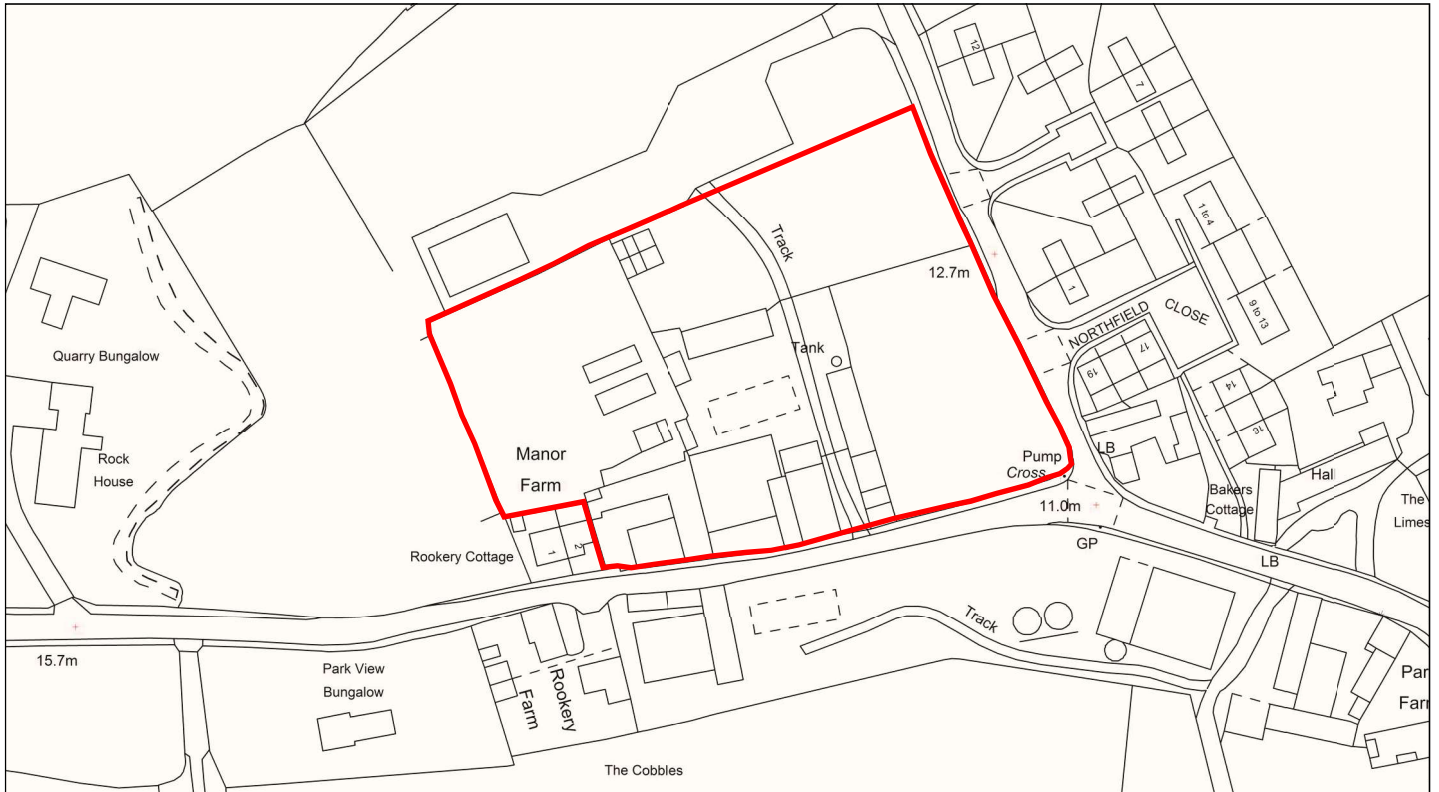 12
7
1 to 4
Track
12.7m
1
9 to 13
CLOSE
NORTHFIELD
17
19
Quarry Bungalow
Tank
14
Manor
Farm
Rock
House
Pump
Cross
LB
Hal
Bakers
Cottage
The
Limes
11.0m
GP
LB
Rookery Cottage
1
2
Track
15.7m
Park View
Bungalow
Rookery
Farm
Par
Farr
The Cobbles